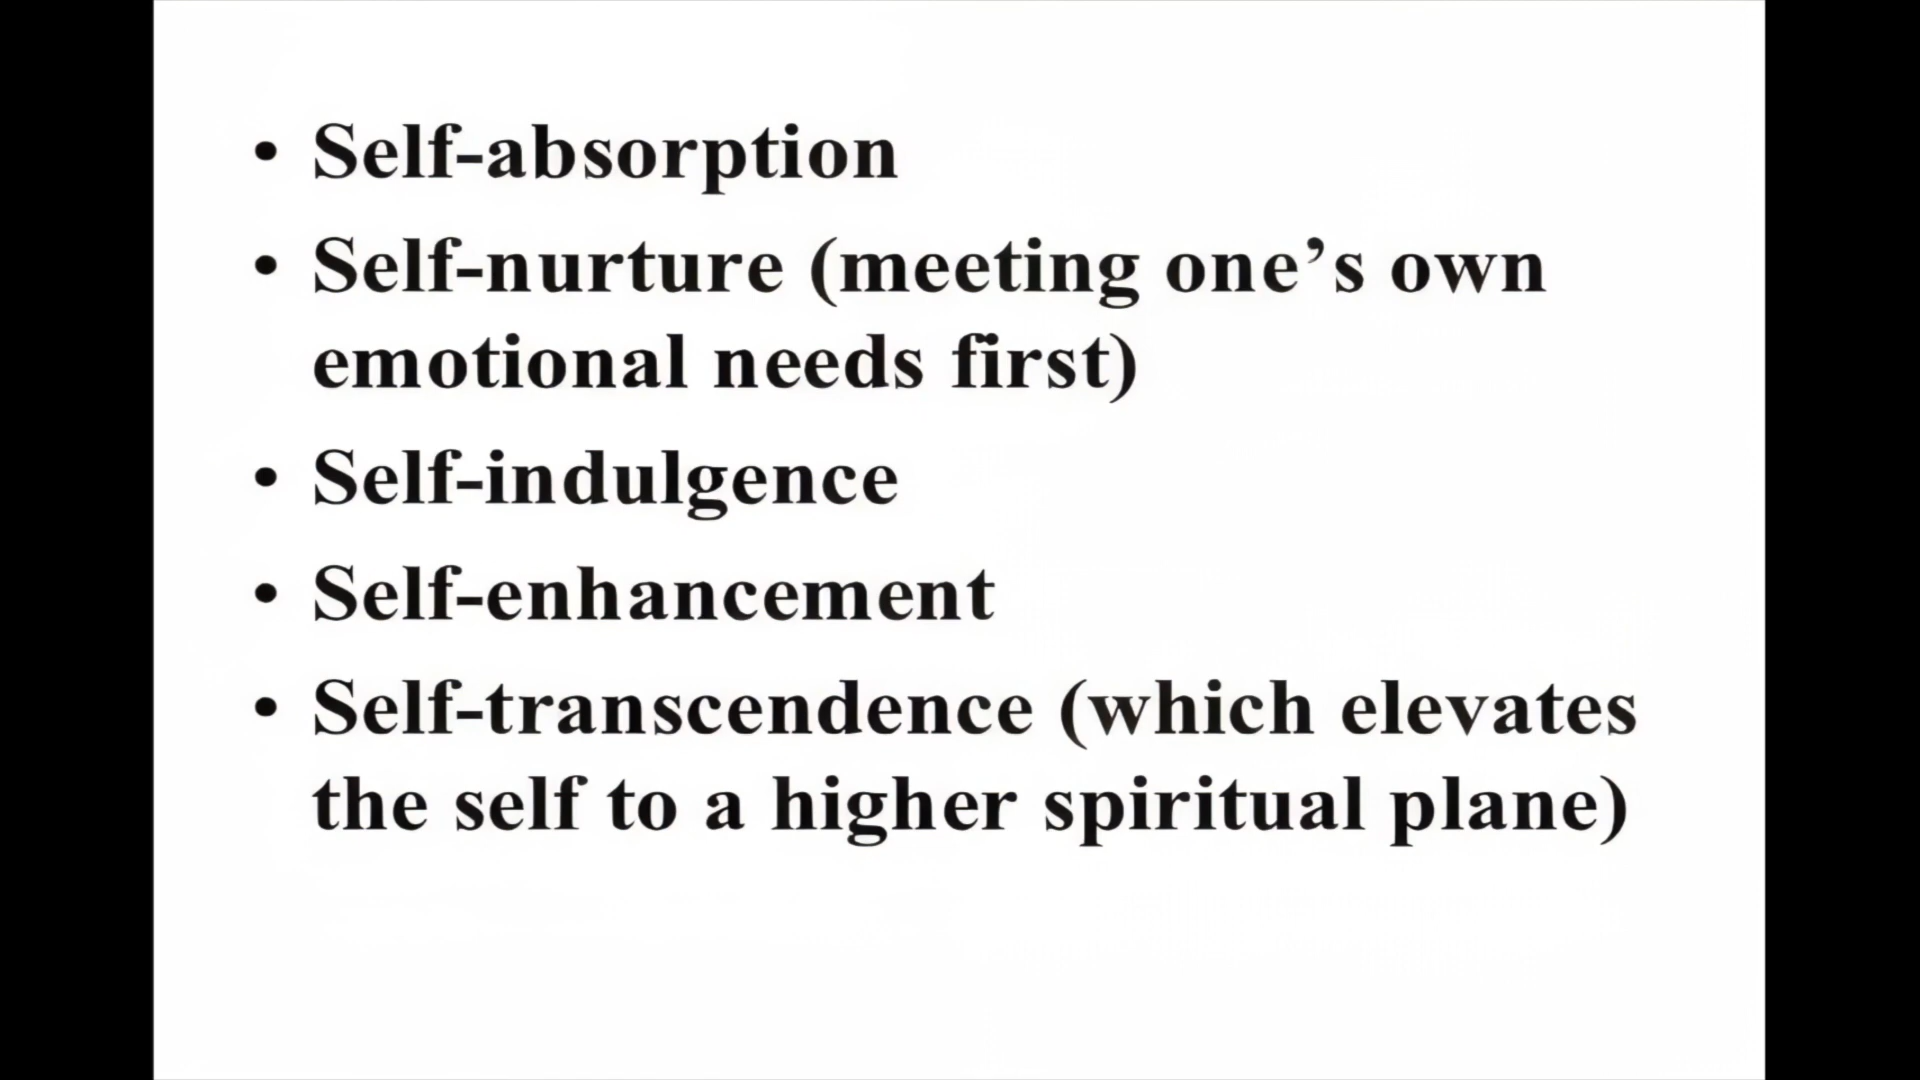 • Self-absorption
• Self-nurture (meeting one’s own
emotional needs first)
• Self-indulgence
• Self-enhancement
• Self-transcendence (which elevates
the self to a higher spiritual plane)